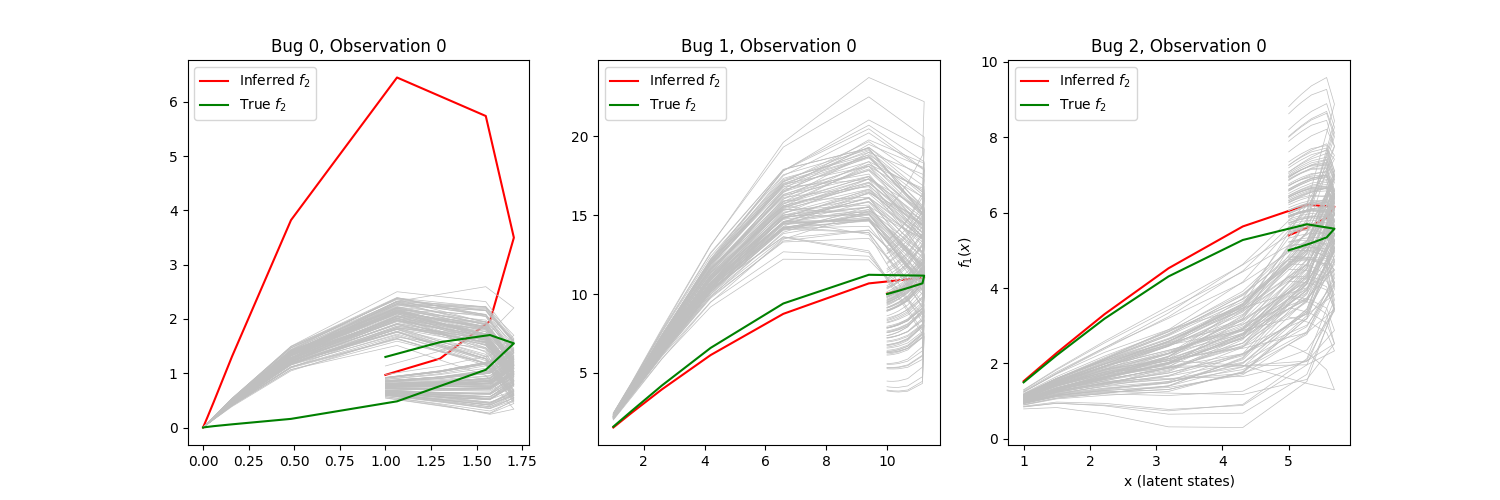 Bug 0, Observation 0
Inferred f₂
True f₂
6
5
4
3
2
1
0
0.00 0.25 0.50 0.75 1.00 1.25 1.50 1.75
Bug 1, Observation 0
Inferred f₂
True f₂
20
15
10
5
2 4 6 8 10
Bug 2, Observation 0
Inferred f₂
True f₂
f₁(x)
10
8
6
4
2
0
1 2 3 4 5
x (latent states)